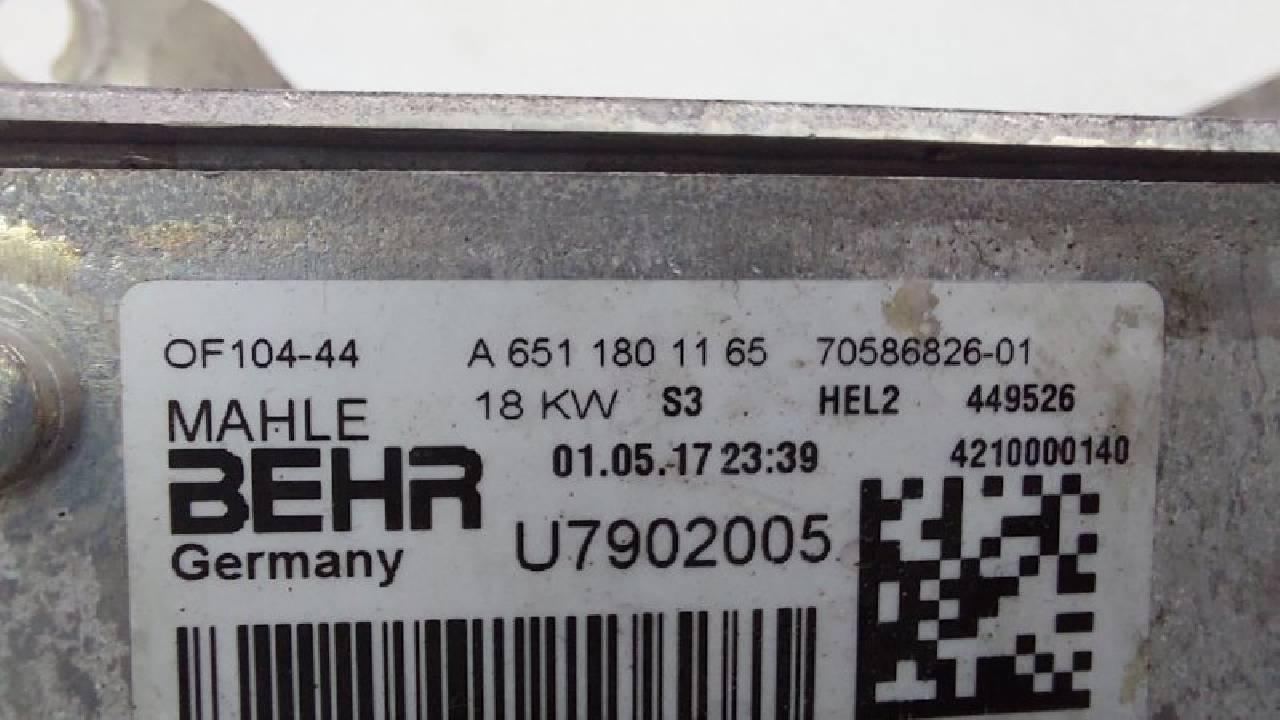 OF104-44 A 651 180 11 65 70586826-01
MAHLE 18 KW S3 HEL2 449526
BEHR 01.05.17 23:39 4210000140
Germany U7902005